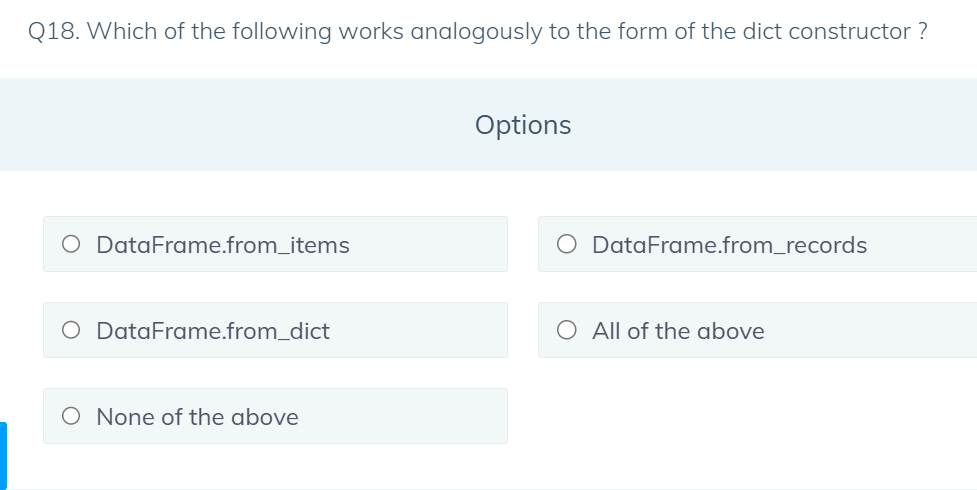 Q18. Which of the following works analogously to the form of the dict constructor ?
Options
DataFrame.from_items
DataFrame.from_records
DataFrame.from_dict
All of the above
None of the above